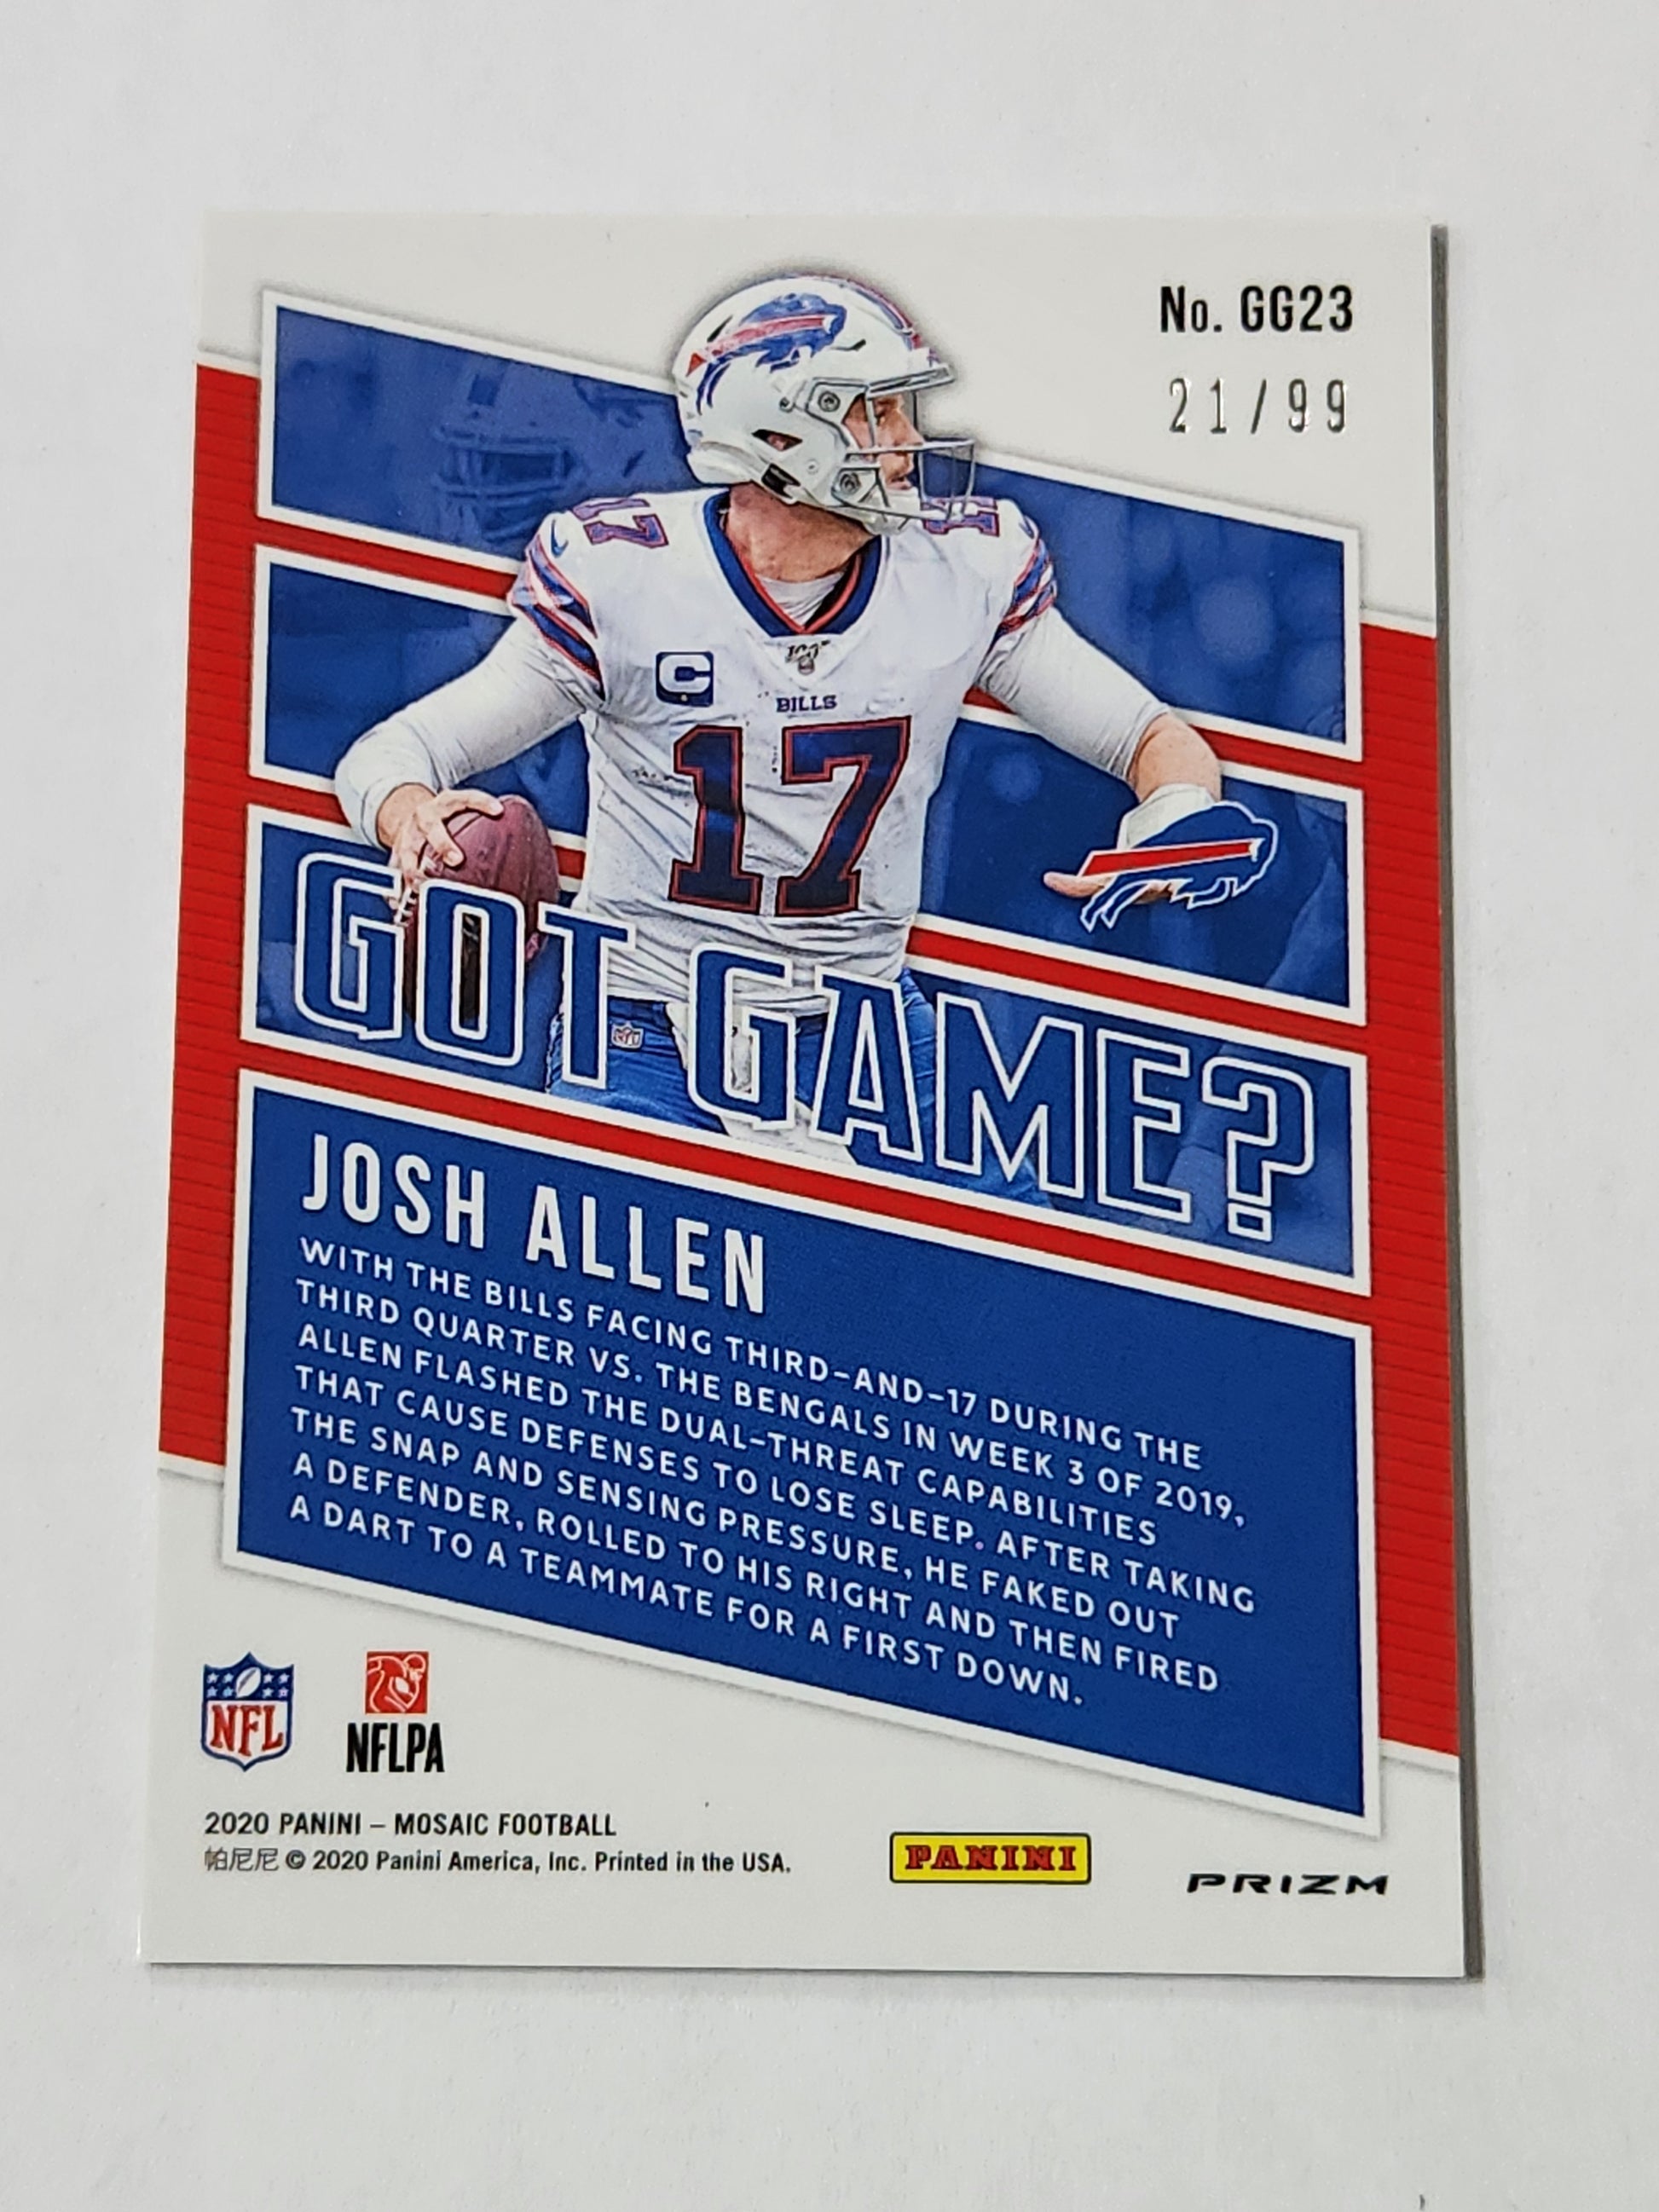 No. GG23
21/99
17
17
C
100
BILLS
17
GOT GAME?
JOSH ALLEN
WITH THE BILLS FACING THIRD-AND-17 DURING THE
THIRD QUARTER VS. THE BENGALS IN WEEK 3 OF 2019,
ALLEN FLASHED THE DUAL-THREAT CAPABILITIES
THAT CAUSE DEFENSES TO LOSE SLEEP. AFTER TAKING
THE SNAP AND SENSING PRESSURE, HE FAKED OUT
A DEFENDER, ROLLED TO HIS RIGHT AND THEN FIRED
A DART TO A TEAMMATE FOR A FIRST DOWN.
NFL
NFLPA
2020 PANINI – MOSAIC FOOTBALL
帕尼尼 © 2020 Panini America, Inc. Printed in the USA.
PANINI
PRIZM